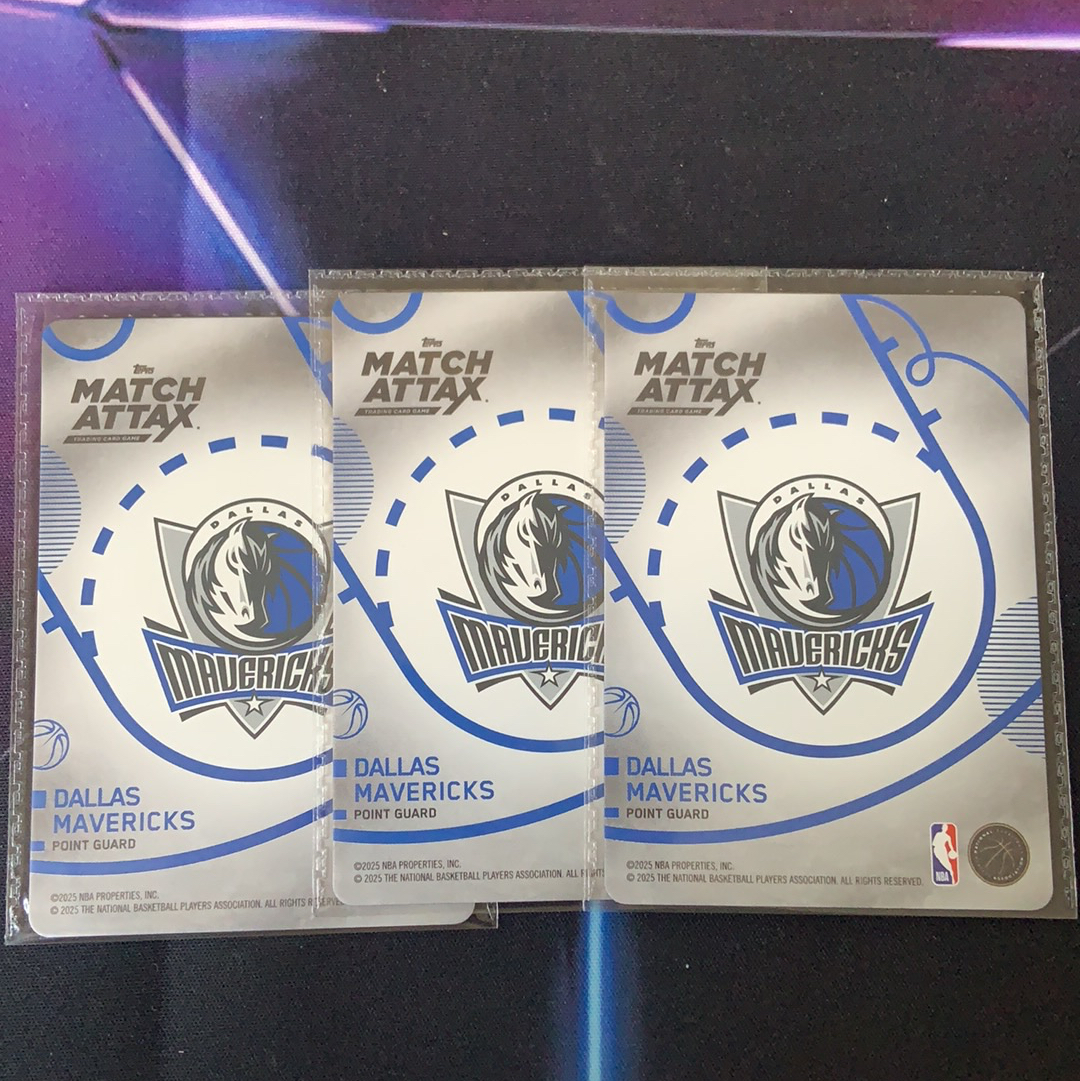 Topps
MATCH
ATTAX
TRADING CARD GAME
DALLAS
MAVERICKS
DALLAS
MAVERICKS
POINT GUARD
©2025 NBA PROPERTIES, INC.
© 2025 THE NATIONAL BASKETBALL PLAYERS ASSOCIATION. ALL RIGHTS RESERVE
Topps
MATCH
ATTAX
TRADING CARD GAME
DALLAS
MAVERIC
DALLAS
MAVERICKS
POINT GUARD
©2025 NBA PROPERTIES, INC.
© 2025 THE NATIONAL BASKETBALL PLAYERS ASSOCIATION. ALL RI
Topps
MATCH
ATTAX
TRADING CARD GAME
DALLAS
MAVERICKS
DALLAS
MAVERICKS
POINT GUARD
©2025 NBA PROPERTIES, INC.
© 2025 THE NATIONAL BASKETBALL PLAYERS ASSOCIATION. ALL RIGHTS RESERVED.
NBA